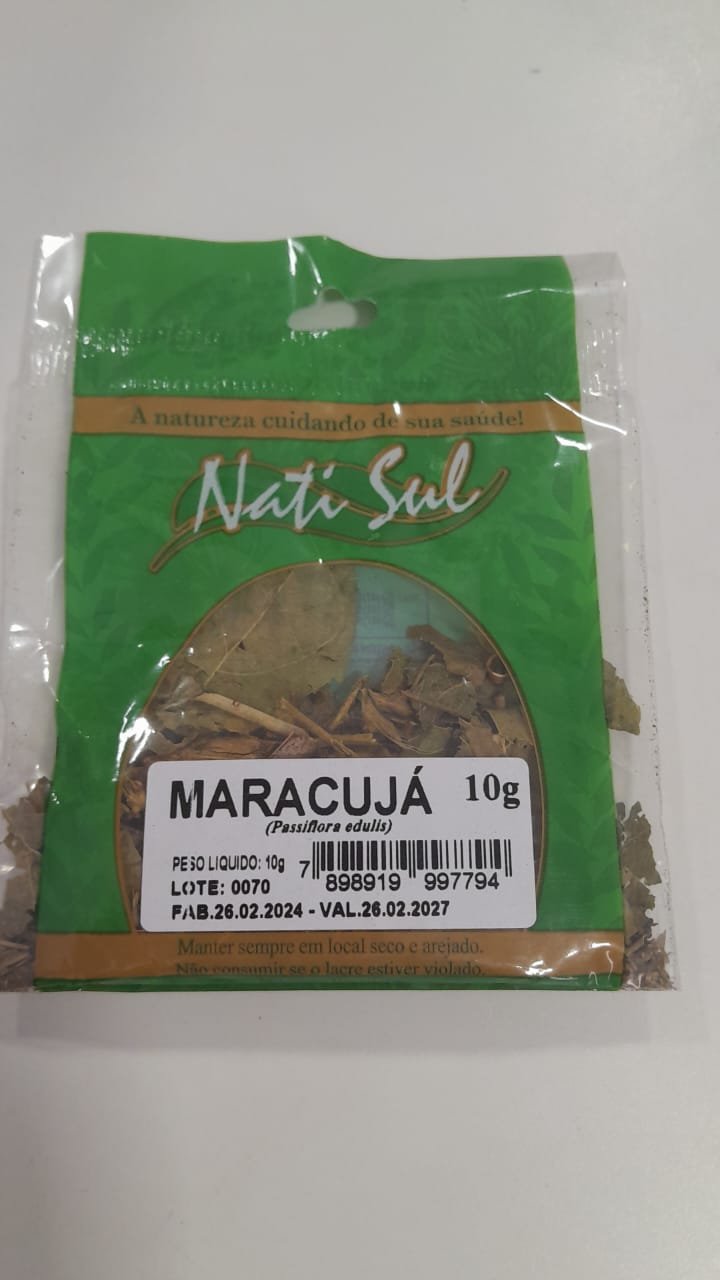 A natureza cuidando de sua saúde!
Nati Sul
MARACUJÁ 10g
(Passiflora edulis)
PESO LIQUIDO: 10g
LOTE: 0070
7 898919 997794
FAB.26.02.2024 - VAL.26.02.2027
Manter sempre em local seco e arejado.
Não consumir se o lacre estiver violado.